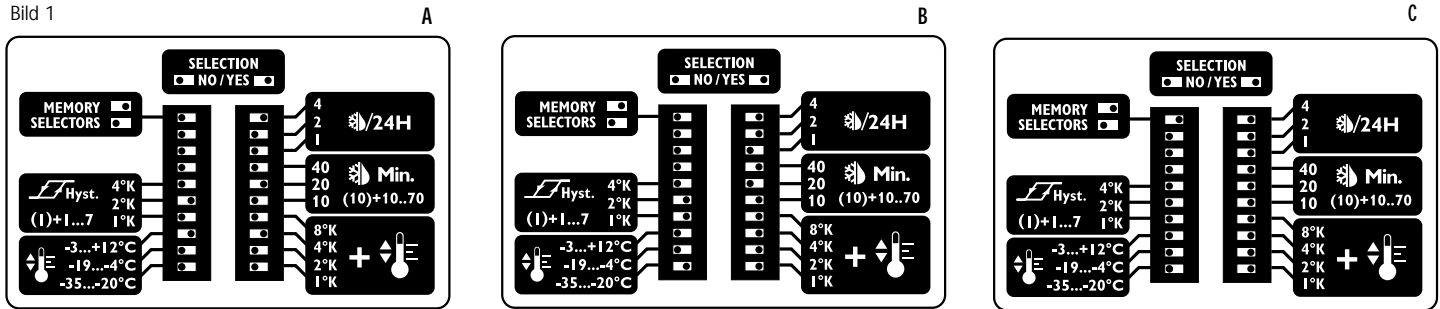 Bild 1
A
SELECTION
NO/YES
MEMORY
SELECTORS
4
2
1
/24H
40
20
10
Min.
(10)+10..70
Hyst.
(1)+1...7
4°K
2°K
1°K
-3...+12°C
-19...-4°C
-35...-20°C
8°K
4°K
2°K
1°K
+
B
SELECTION
NO/YES
MEMORY
SELECTORS
4
2
1
/24H
40
20
10
Min.
(10)+10..70
Hyst.
(1)+1...7
4°K
2°K
1°K
-3...+12°C
-19...-4°C
-35...-20°C
8°K
4°K
2°K
1°K
+
C
SELECTION
NO/YES
MEMORY
SELECTORS
4
2
1
/24H
40
20
10
Min.
(10)+10..70
Hyst.
(1)+1...7
4°K
2°K
1°K
-3...+12°C
-19...-4°C
-35...-20°C
8°K
4°K
2°K
1°K
+